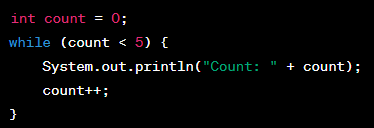 int count = 0;
while (count < 5) {
    System.out.println("Count: " + count);
    count++;
}